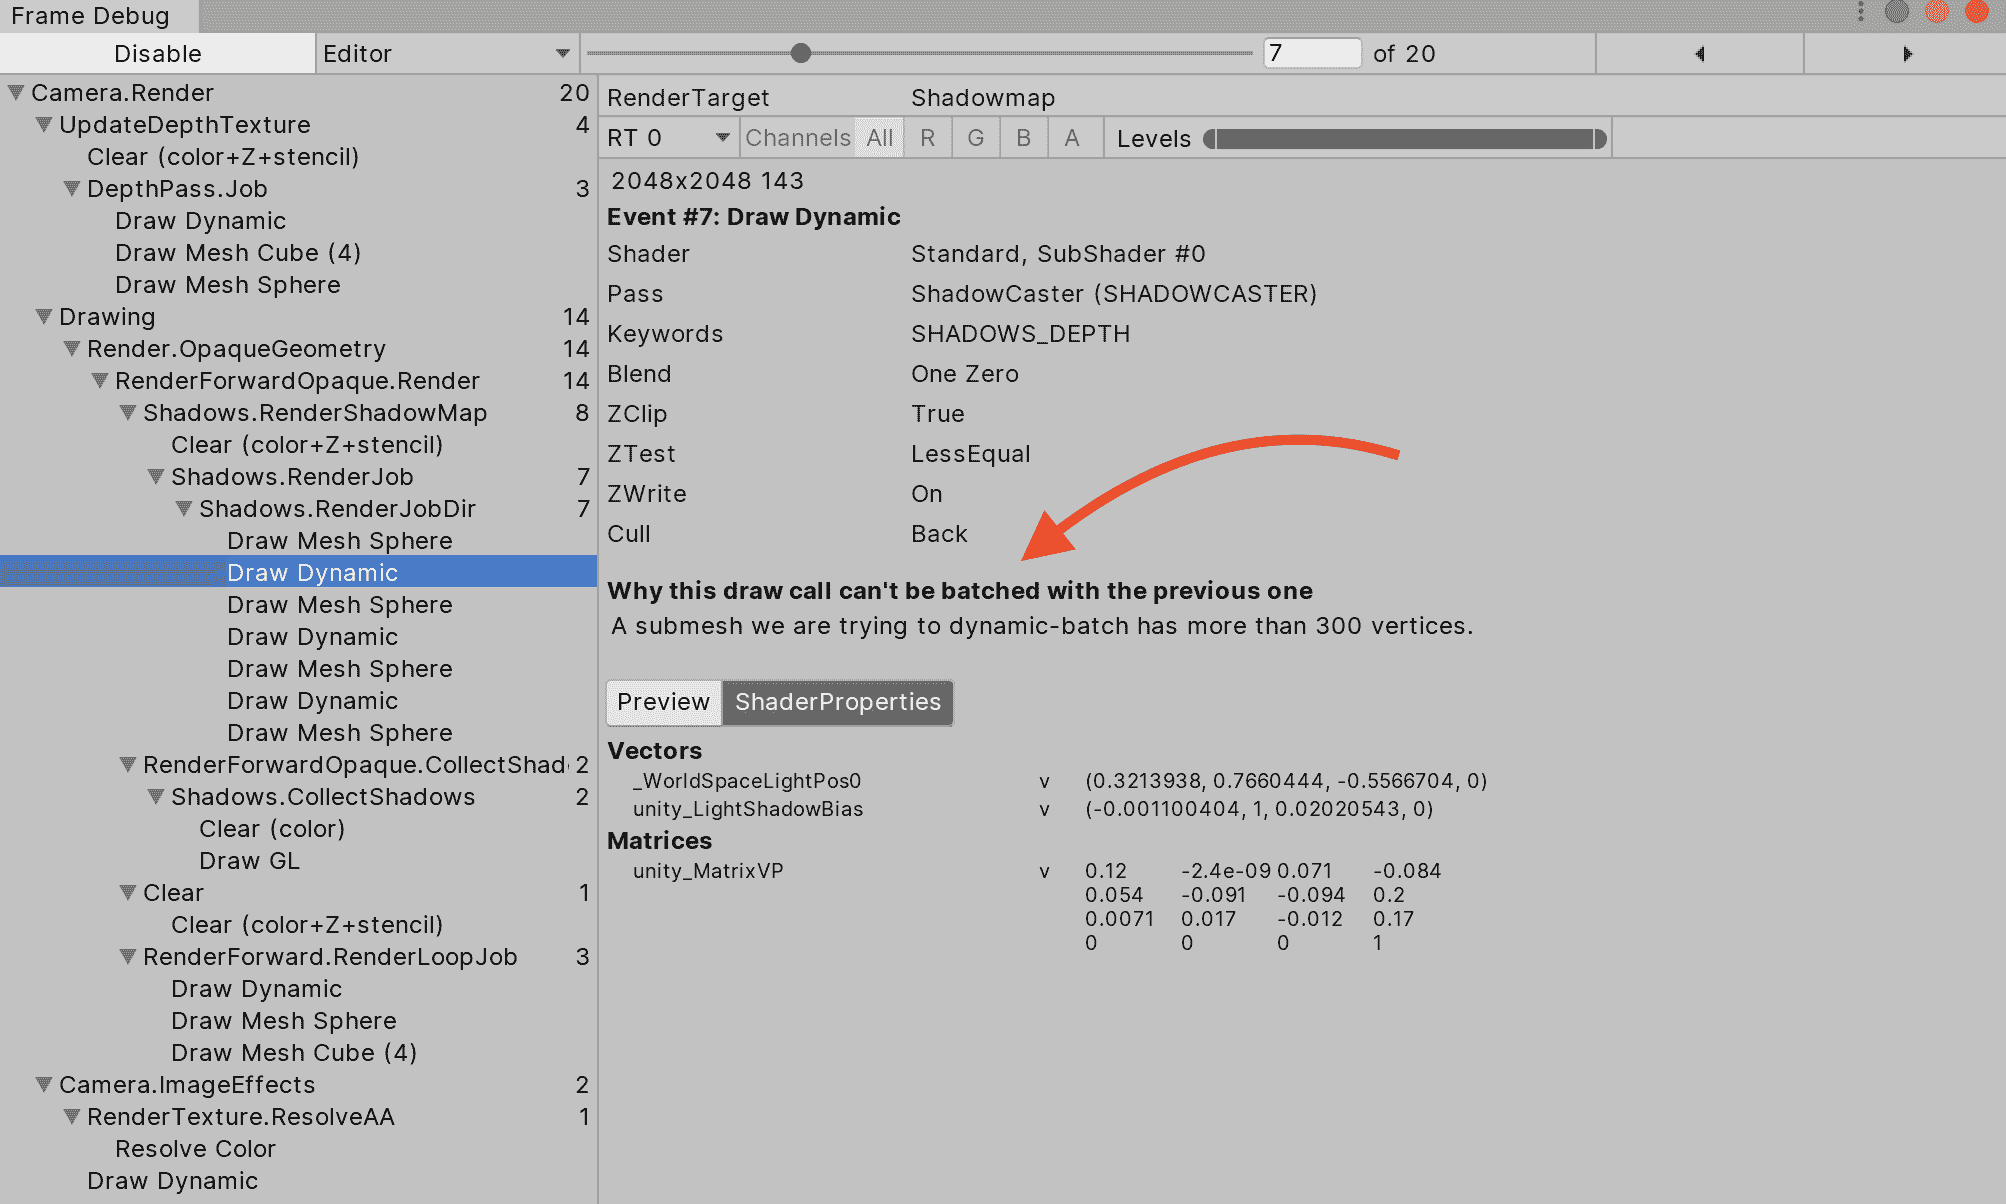 Frame Debug
Disable
Editor
7 of 20
Camera.Render 20
UpdateDepthTexture 4
Clear (color+Z+stencil)
DepthPass.Job 3
Draw Dynamic
Draw Mesh Cube (4)
Draw Mesh Sphere
Drawing 14
Render.OpaqueGeometry 14
RenderForwardOpaque.Render 14
Shadows.RenderShadowMap 8
Clear (color+Z+stencil)
Shadows.RenderJob 7
Shadows.RenderJobDir 7
Draw Mesh Sphere
Draw Dynamic
Draw Mesh Sphere
Draw Dynamic
Draw Mesh Sphere
Draw Dynamic
Draw Mesh Sphere
RenderForwardOpaque.CollectShad 2
Shadows.CollectShadows 2
Clear (color)
Draw GL
Clear 1
Clear (color+Z+stencil)
RenderForward.RenderLoopJob 3
Draw Dynamic
Draw Mesh Sphere
Draw Mesh Cube (4)
Camera.ImageEffects 2
RenderTexture.ResolveAA 1
Resolve Color
Draw Dynamic
RenderTarget Shadowmap
RT 0 Channels All R G B A Levels
2048x2048 143
Event #7: Draw Dynamic
Shader Standard, SubShader #0
Pass ShadowCaster (SHADOWCASTER)
Keywords SHADOWS_DEPTH
Blend One Zero
ZClip True
ZTest LessEqual
ZWrite On
Cull Back
Why this draw call can't be batched with the previous one
A submesh we are trying to dynamic-batch has more than 300 vertices.
Preview ShaderProperties
Vectors
_WorldSpaceLightPos0 v (0.3213938, 0.7660444, -0.5566704, 0)
unity_LightShadowBias v (-0.001100404, 1, 0.02020543, 0)
Matrices
unity_MatrixVP v 0.12 -2.4e-09 0.071 -0.084
0.054 -0.091 -0.094 0.2
0.0071 0.017 -0.012 0.17
0 0 0 1